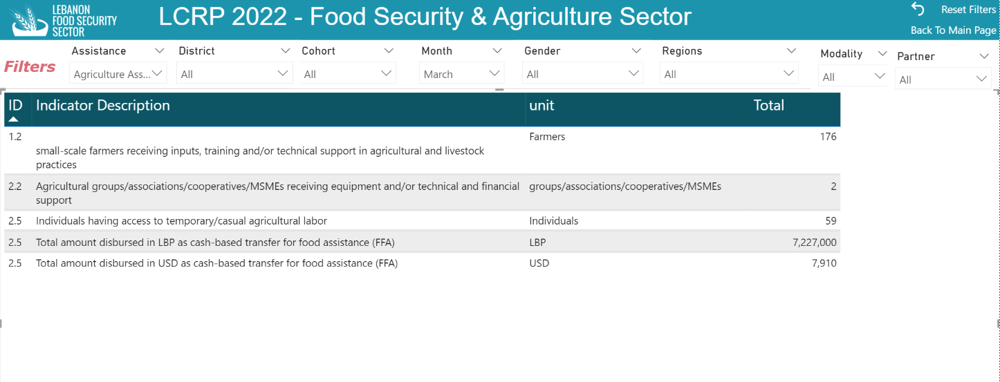 LEBANON
FOOD SECURITY
SECTOR
LCRP 2022 - Food Security & Agriculture Sector
Reset Filters
Back To Main Page
Filters
Assistance
Agriculture Ass...
District
All
Cohort
All
Month
March
Gender
All
Regions
All
Modality
All
Partner
All
ID Indicator Description unit Total
1.2 Farmers 176
small-scale farmers receiving inputs, training and/or technical support in agricultural and livestock
practices
2.2 Agricultural groups/associations/cooperatives/MSMEs receiving equipment and/or technical and financial groups/associations/cooperatives/MSMEs 2
support
2.5 Individuals having access to temporary/casual agricultural labor Individuals 59
2.5 Total amount disbursed in LBP as cash-based transfer for food assistance (FFA) LBP 7,227,000
2.5 Total amount disbursed in USD as cash-based transfer for food assistance (FFA) USD 7,910